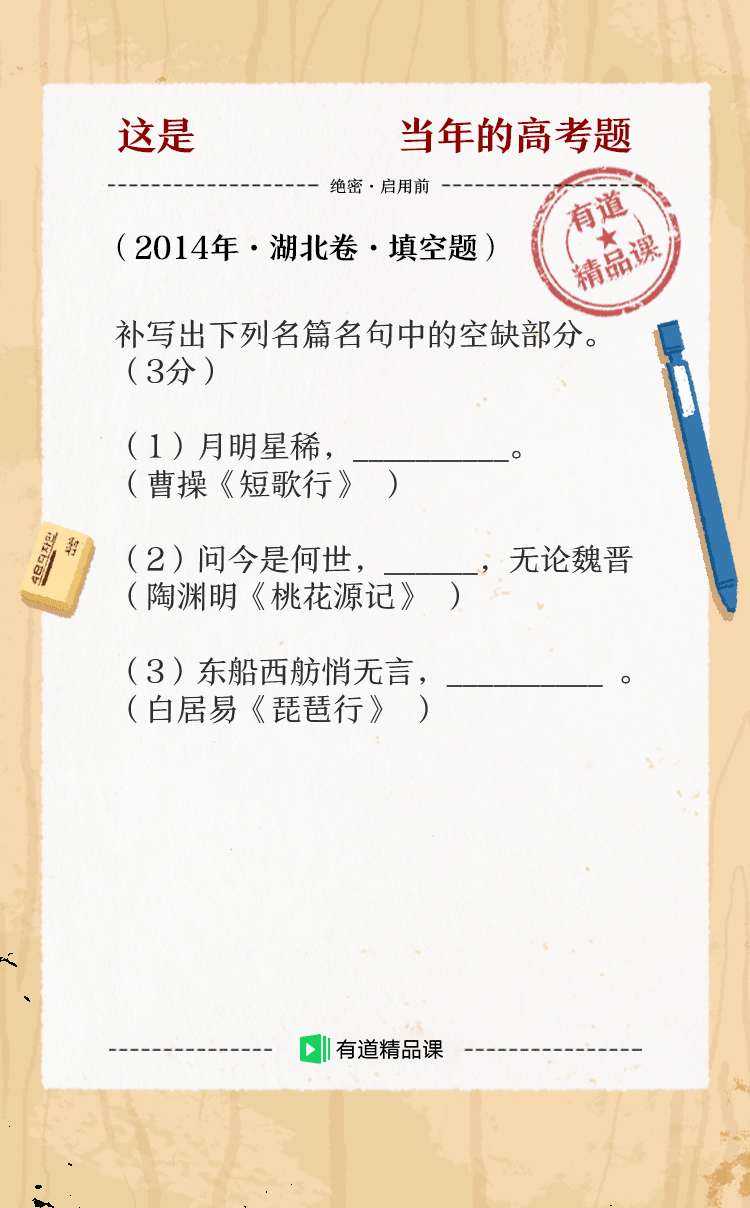 这是 当年的高考题
绝密·启用前
有道
精品课
（2014年·湖北卷·填空题）
补写出下列名篇名句中的空缺部分。
（3分）
（1）月明星稀，__________。
（曹操《短歌行》 ）
（2）问今是何世，______，无论魏晋
（陶渊明《桃花源记》 ）
（3）东船西舫悄无言，__________ 。
（白居易《琵琶行》 ）
有道精品课